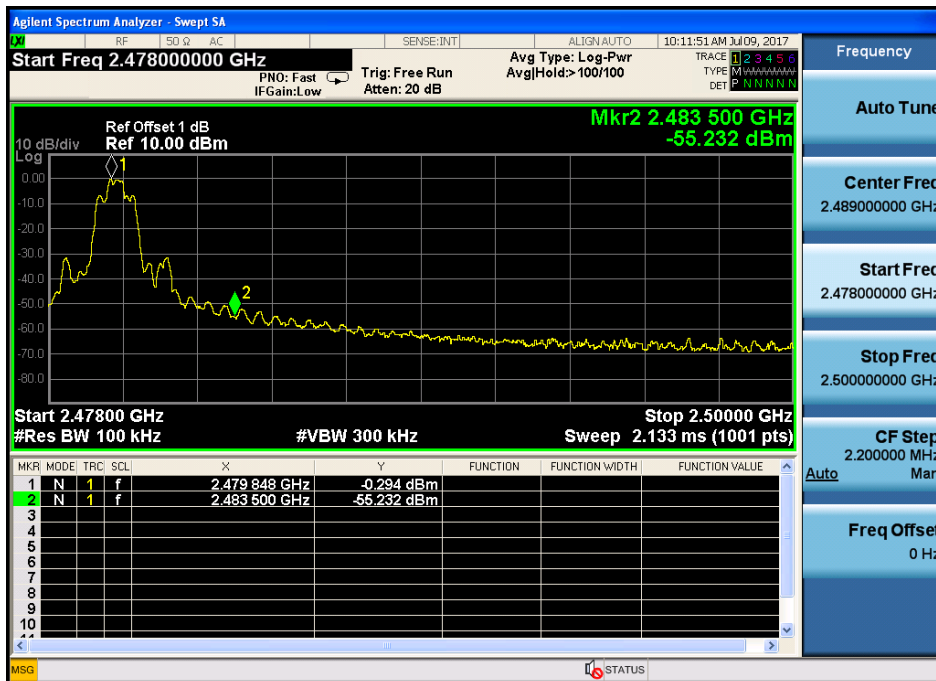 Agilent Spectrum Analyzer - Swept SA
LXI RF 50 Ω AC SENSE:INT ALIGN AUTO 10:11:51 AM Jul 09, 2017
Start Freq 2.478000000 GHz
PNO: Fast
IFGain:Low
Trig: Free Run
Atten: 20 dB
Avg Type: Log-Pwr
Avg|Hold:>100/100
TRACE 1 2 3 4 5 6
TYPE M
DET P N N N N N
Frequency
Auto Tune
Center Freq
2.489000000 GHz
Start Freq
2.478000000 GHz
Stop Freq
2.500000000 GHz
CF Step
2.200000 MHz
Auto Man
Freq Offset
0 Hz
Mkr2 2.483 500 GHz
-55.232 dBm
Ref Offset 1 dB
10 dB/div Ref 10.00 dBm
Log
1
0.00
-10.0
-20.0
-30.0
-40.0
2
-50.0
-60.0
-70.0
-80.0
Start 2.47800 GHz Stop 2.50000 GHz
#Res BW 100 kHz #VBW 300 kHz Sweep 2.133 ms (1001 pts)
MKR MODE TRC SCL X Y FUNCTION FUNCTION WIDTH FUNCTION VALUE
1 N 1 f 2.479 848 GHz -0.294 dBm
2 N 1 f 2.483 500 GHz -55.232 dBm
3
4
5
6
7
8
9
10
11
MSG STATUS